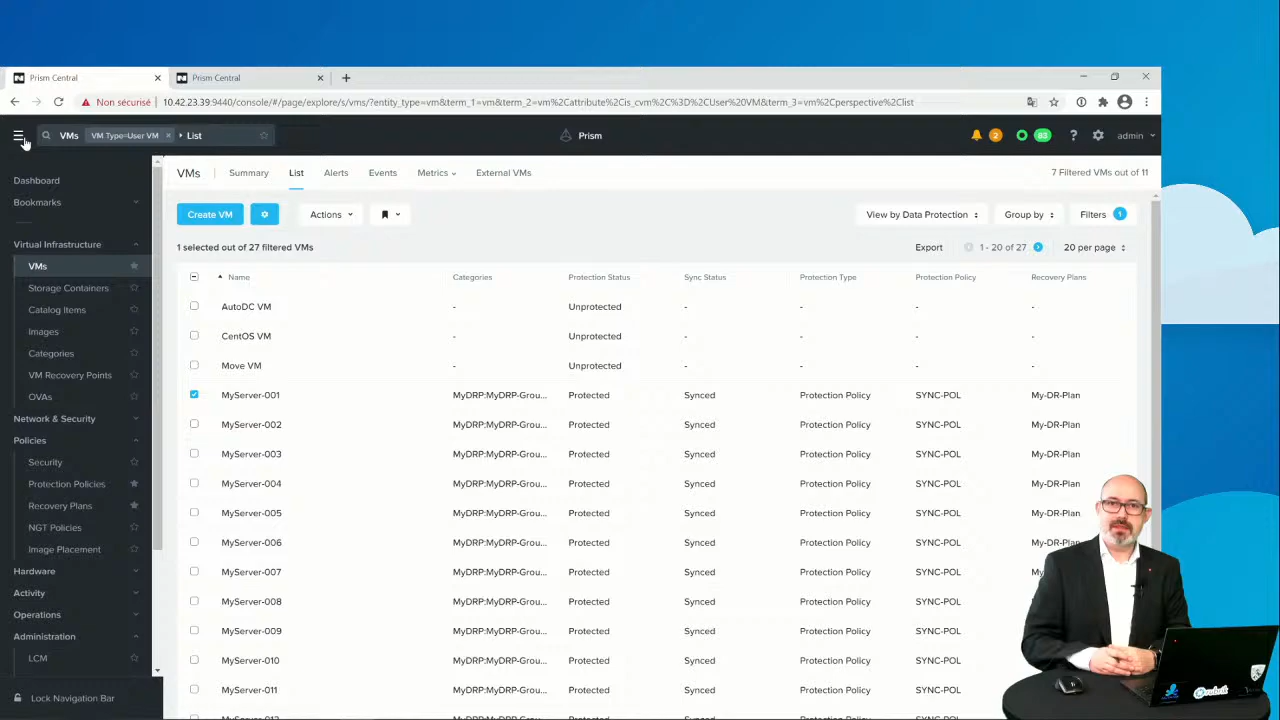 Prism Central
Prism Central
Non sécurisé
10.42.23.39:9440/console/#/page/explore/s/vms/?entity_type=vm&term_1=vm&term_2=vm%2Cattribute%2Cis_cvm%2C%3D%2CUser%20VM&term_3=vm%2Cperspective%2Clist
VMs VM Type=User VM × List
Prism
2 83 ? admin
Dashboard
Bookmarks
Virtual Infrastructure
VMs
Storage Containers
Catalog Items
Images
Categories
VM Recovery Points
OVAs
Network & Security
Policies
Security
Protection Policies
Recovery Plans
NGT Policies
Image Placement
Hardware
Activity
Operations
Administration
LCM
Lock Navigation Bar
VMs Summary List Alerts Events Metrics External VMs 7 Filtered VMs out of 11
Create VM Actions View by Data Protection Group by Filters 1
1 selected out of 27 filtered VMs Export 1 - 20 of 27 20 per page
Name Categories Protection Status Sync Status Protection Type Protection Policy Recovery Plans
AutoDC VM - Unprotected - - - -
CentOS VM - Unprotected - - - -
Move VM - Unprotected - - - -
MyServer-001 MyDRP:MyDRP-Grou... Protected Synced Protection Policy SYNC-POL My-DR-Plan
MyServer-002 MyDRP:MyDRP-Grou... Protected Synced Protection Policy SYNC-POL My-DR-Plan
MyServer-003 MyDRP:MyDRP-Grou... Protected Synced Protection Policy SYNC-POL My-DR-Plan
MyServer-004 MyDRP:MyDRP-Grou... Protected Synced Protection Policy SYNC-POL My-DR-Plan
MyServer-005 MyDRP:MyDRP-Grou... Protected Synced Protection Policy SYNC-POL My-DR-Plan
MyServer-006 MyDRP:MyDRP-Grou... Protected Synced Protection Policy SYNC-POL My-DR-Plan
MyServer-007 MyDRP:MyDRP-Grou... Protected Synced Protection Policy SYNC-POL
MyServer-008 MyDRP:MyDRP-Grou... Protected Synced Protection Policy SYNC-POL
MyServer-009 MyDRP:MyDRP-Grou... Protected Synced Protection Policy SYNC-POL
MyServer-010 MyDRP:MyDRP-Grou... Protected Synced Protection Policy SYNC-POL
MyServer-011 MyDRP:MyDRP-Grou... Protected Synced Protection Policy SYNC-POL